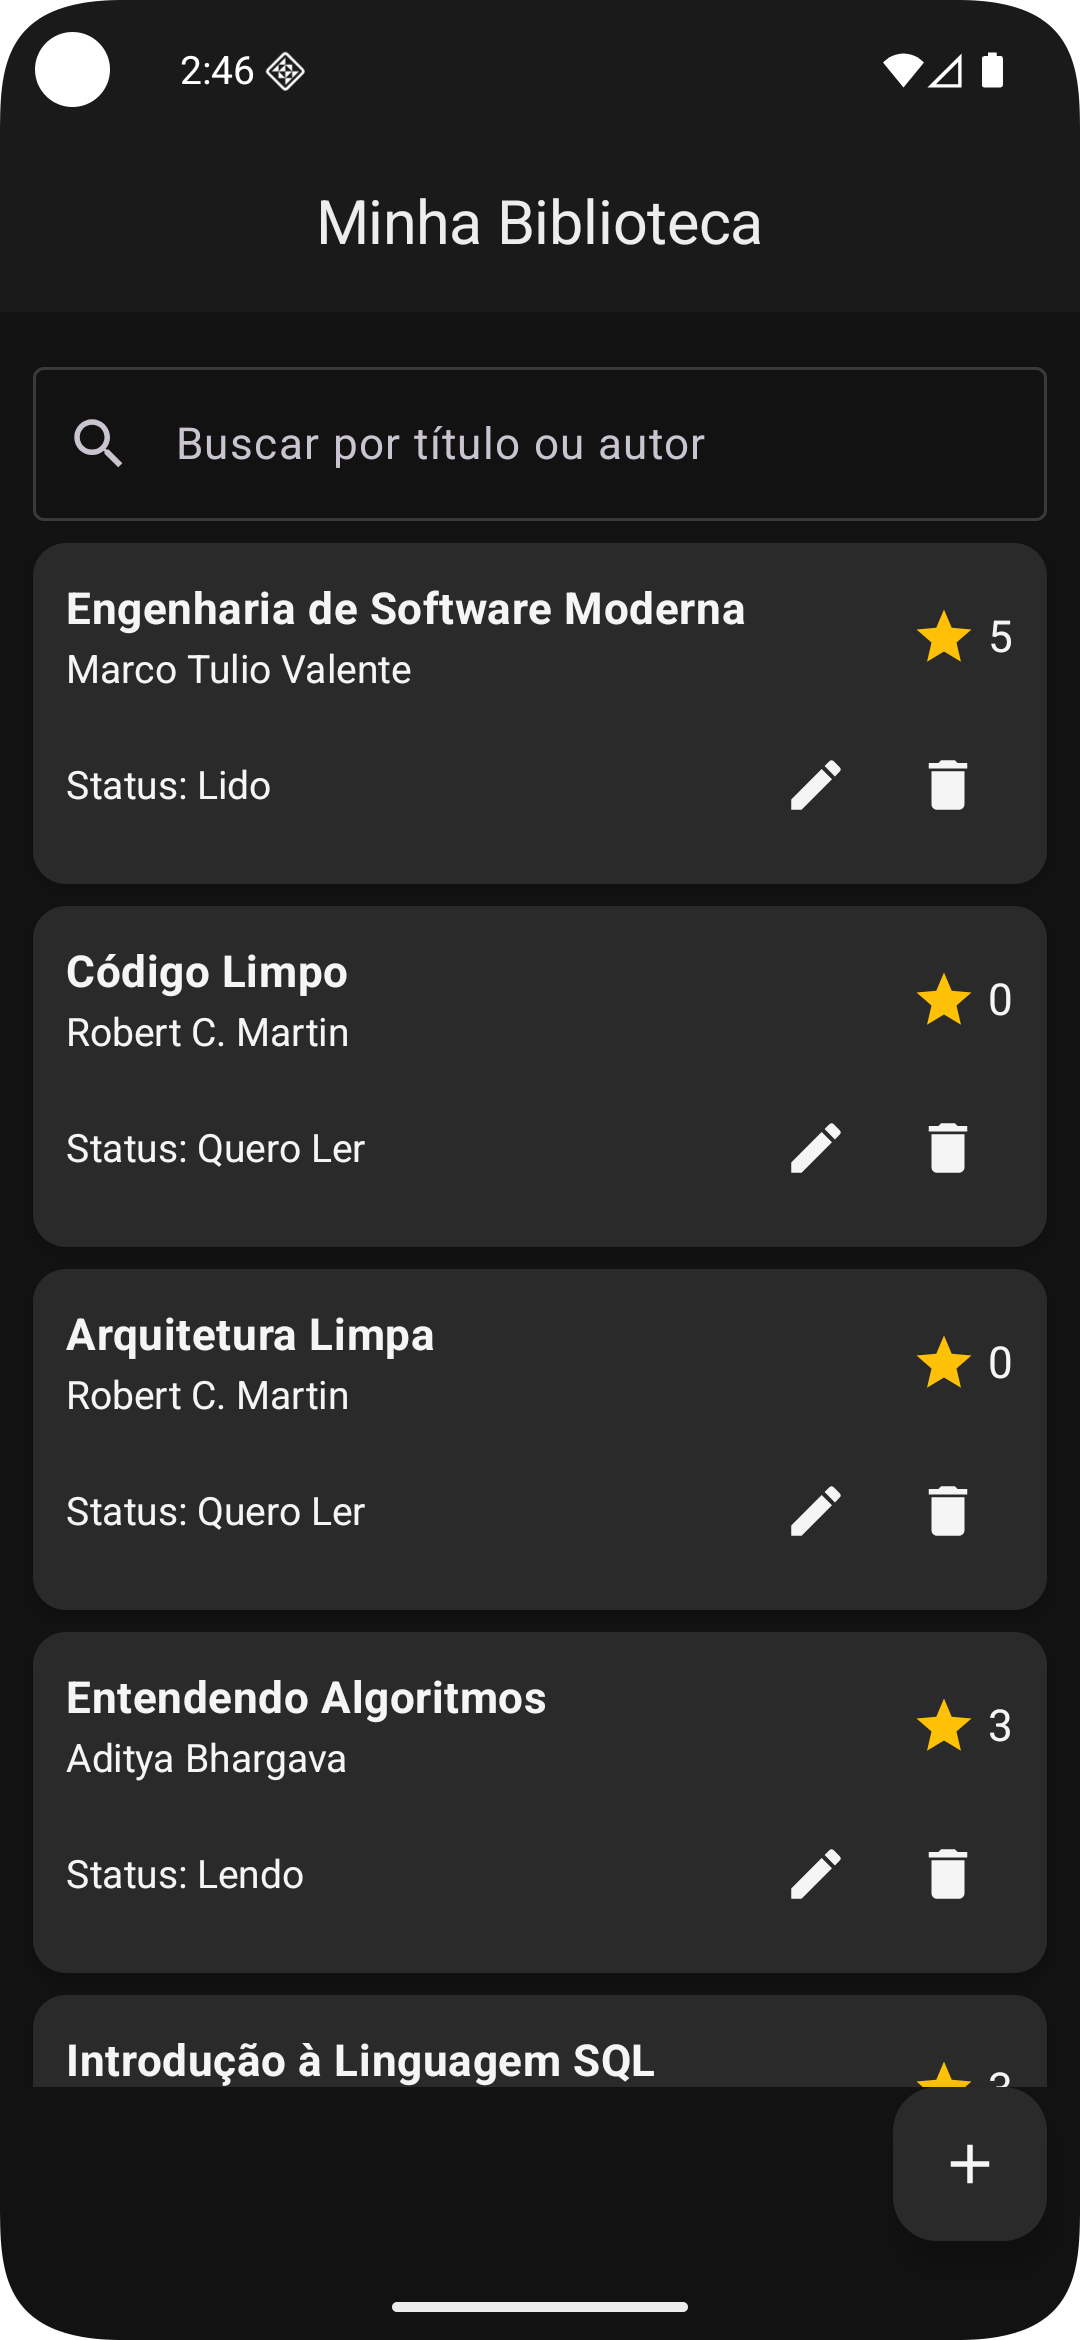 2:46
Minha Biblioteca
Buscar por título ou autor
Engenharia de Software Moderna
5
Marco Tulio Valente
Status: Lido
Código Limpo
0
Robert C. Martin
Status: Quero Ler
Arquitetura Limpa
0
Robert C. Martin
Status: Quero Ler
Entendendo Algoritmos
3
Aditya Bhargava
Status: Lendo
Introdução à Linguagem SQL